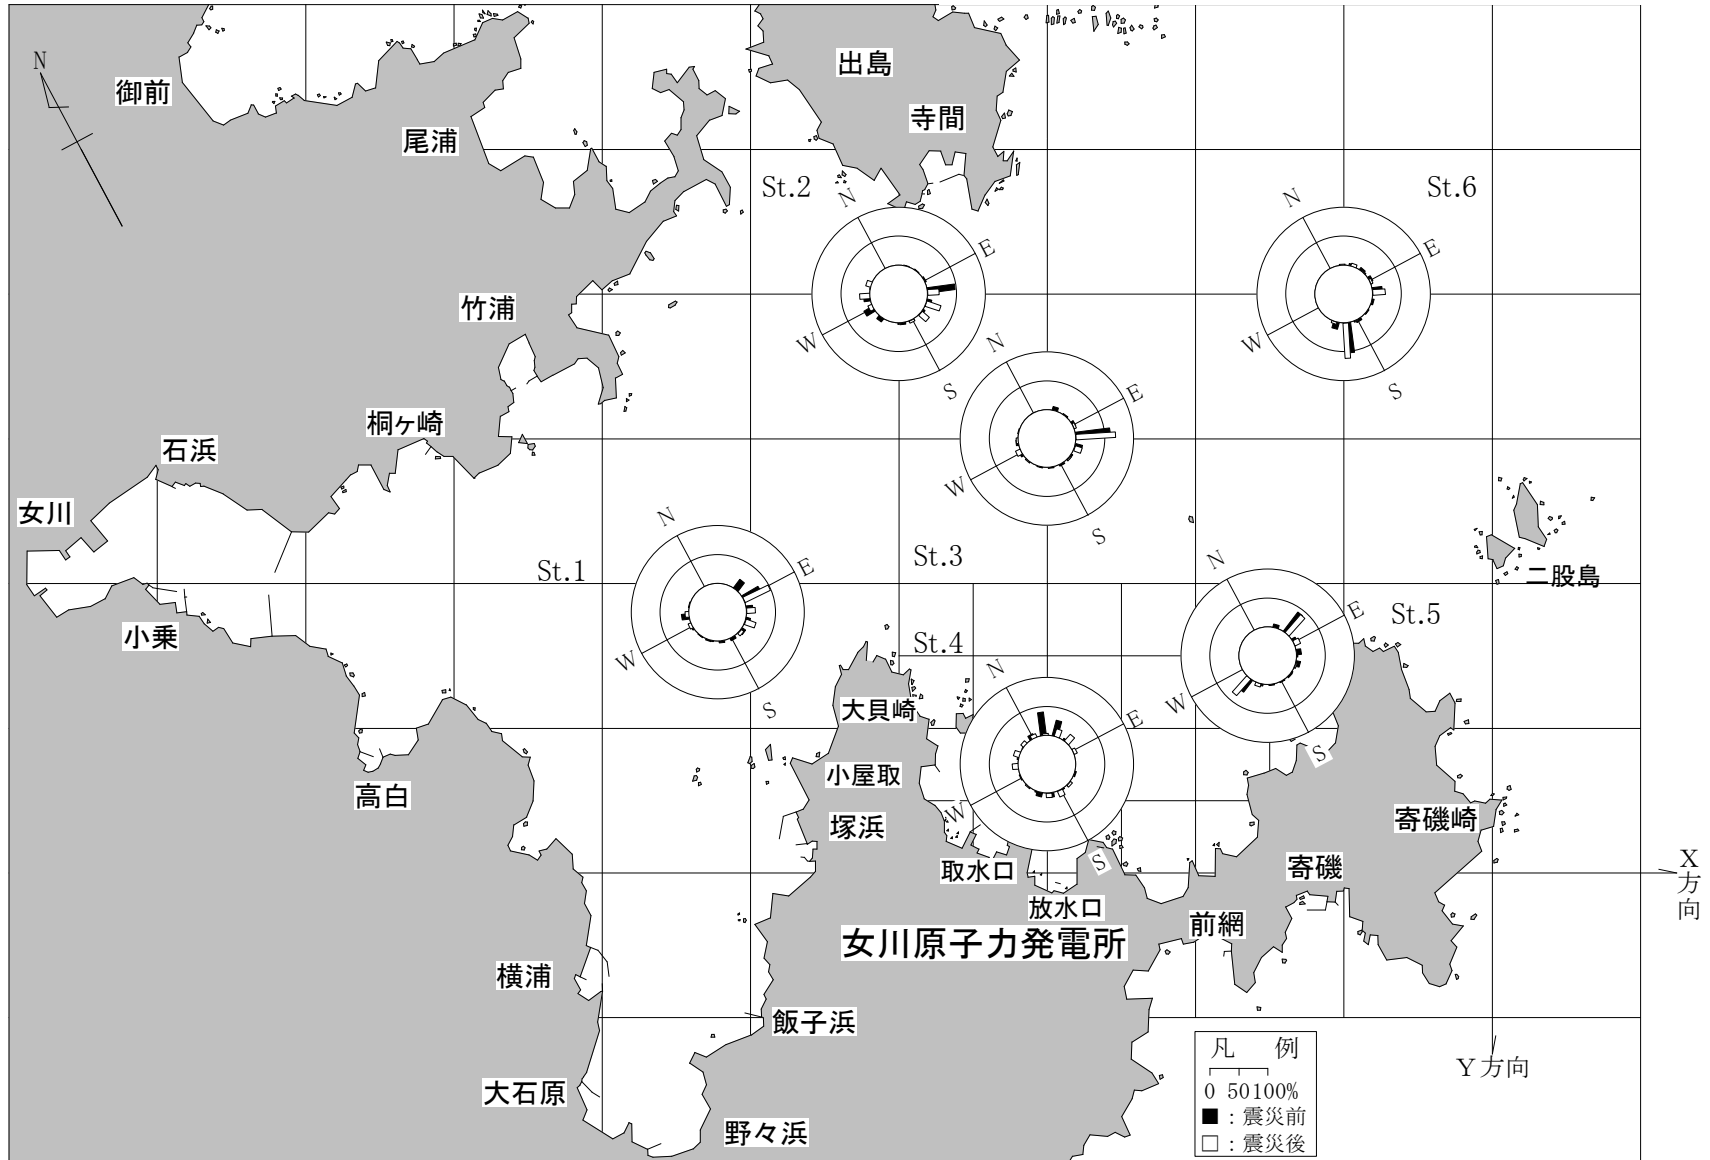 N
御前
尾浦
出島
寺間
St.2
N
E
W
S
St.6
N
E
W
S
竹浦
N
E
W
S
St.3
桐ヶ崎
石浜
女川
小乗
St.1
N
E
W
S
二股島
N
E
W
S
St.5
St.4
N
E
W
S
大貝崎
小屋取
塚浜
高白
取水口
放水口
女川原子力発電所
寄磯崎
寄磯
前網
X方向
横浦
飯子浜
大石原
野々浜
Y方向
凡 例
0 50100%
■:震災前
□:震災後